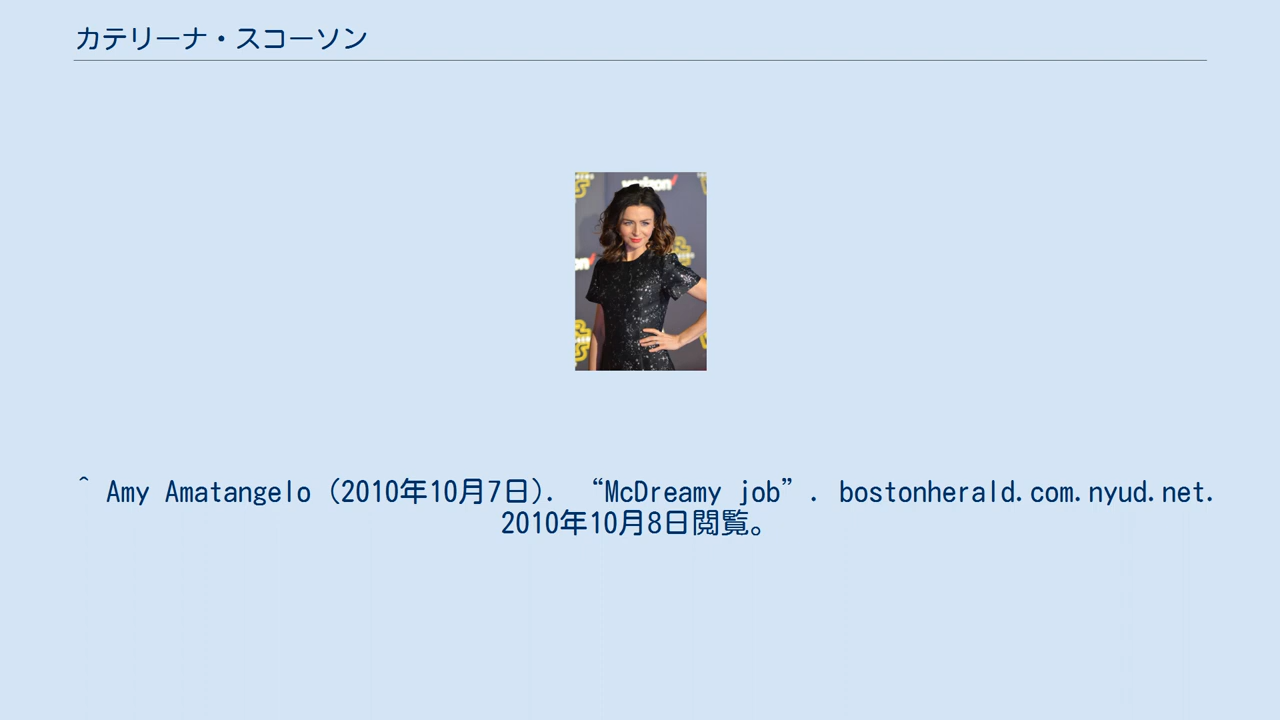 カテリーナ・スコーソン
verizon
^ Amy Amatangelo (2010年10月7日). “McDreamy job”. bostonherald.com.nyud.net.
2010年10月8日閲覧。